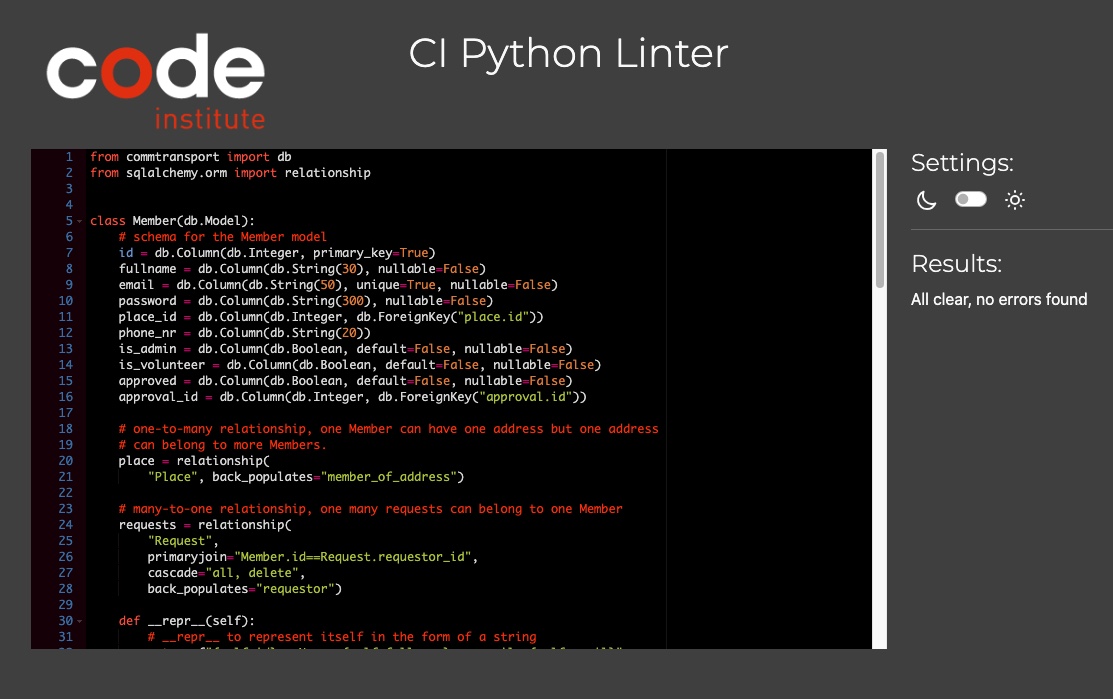 code
institute
CI Python Linter
1 from commtransport import db
2 from sqlalchemy.orm import relationship
3
4
5 class Member(db.Model):
6     # schema for the Member model
7     id = db.Column(db.Integer, primary_key=True)
8     fullname = db.Column(db.String(30), nullable=False)
9     email = db.Column(db.String(50), unique=True, nullable=False)
10     password = db.Column(db.String(300), nullable=False)
11     place_id = db.Column(db.Integer, db.ForeignKey("place.id"))
12     phone_nr = db.Column(db.String(20))
13     is_admin = db.Column(db.Boolean, default=False, nullable=False)
14     is_volunteer = db.Column(db.Boolean, default=False, nullable=False)
15     approved = db.Column(db.Boolean, default=False, nullable=False)
16     approval_id = db.Column(db.Integer, db.ForeignKey("approval.id"))
17
18     # one-to-many relationship, one Member can have one address but one address
19     # can belong to more Members.
20     place = relationship(
21         "Place", back_populates="member_of_address")
22
23     # many-to-one relationship, one many requests can belong to one Member
24     requests = relationship(
25         "Request",
26         primaryjoin="Member.id==Request.requestor_id",
27         cascade="all, delete",
28         back_populates="requestor")
29
30     def __repr__(self):
31         # __repr__ to represent itself in the form of a string
Settings:
Results:
All clear, no errors found